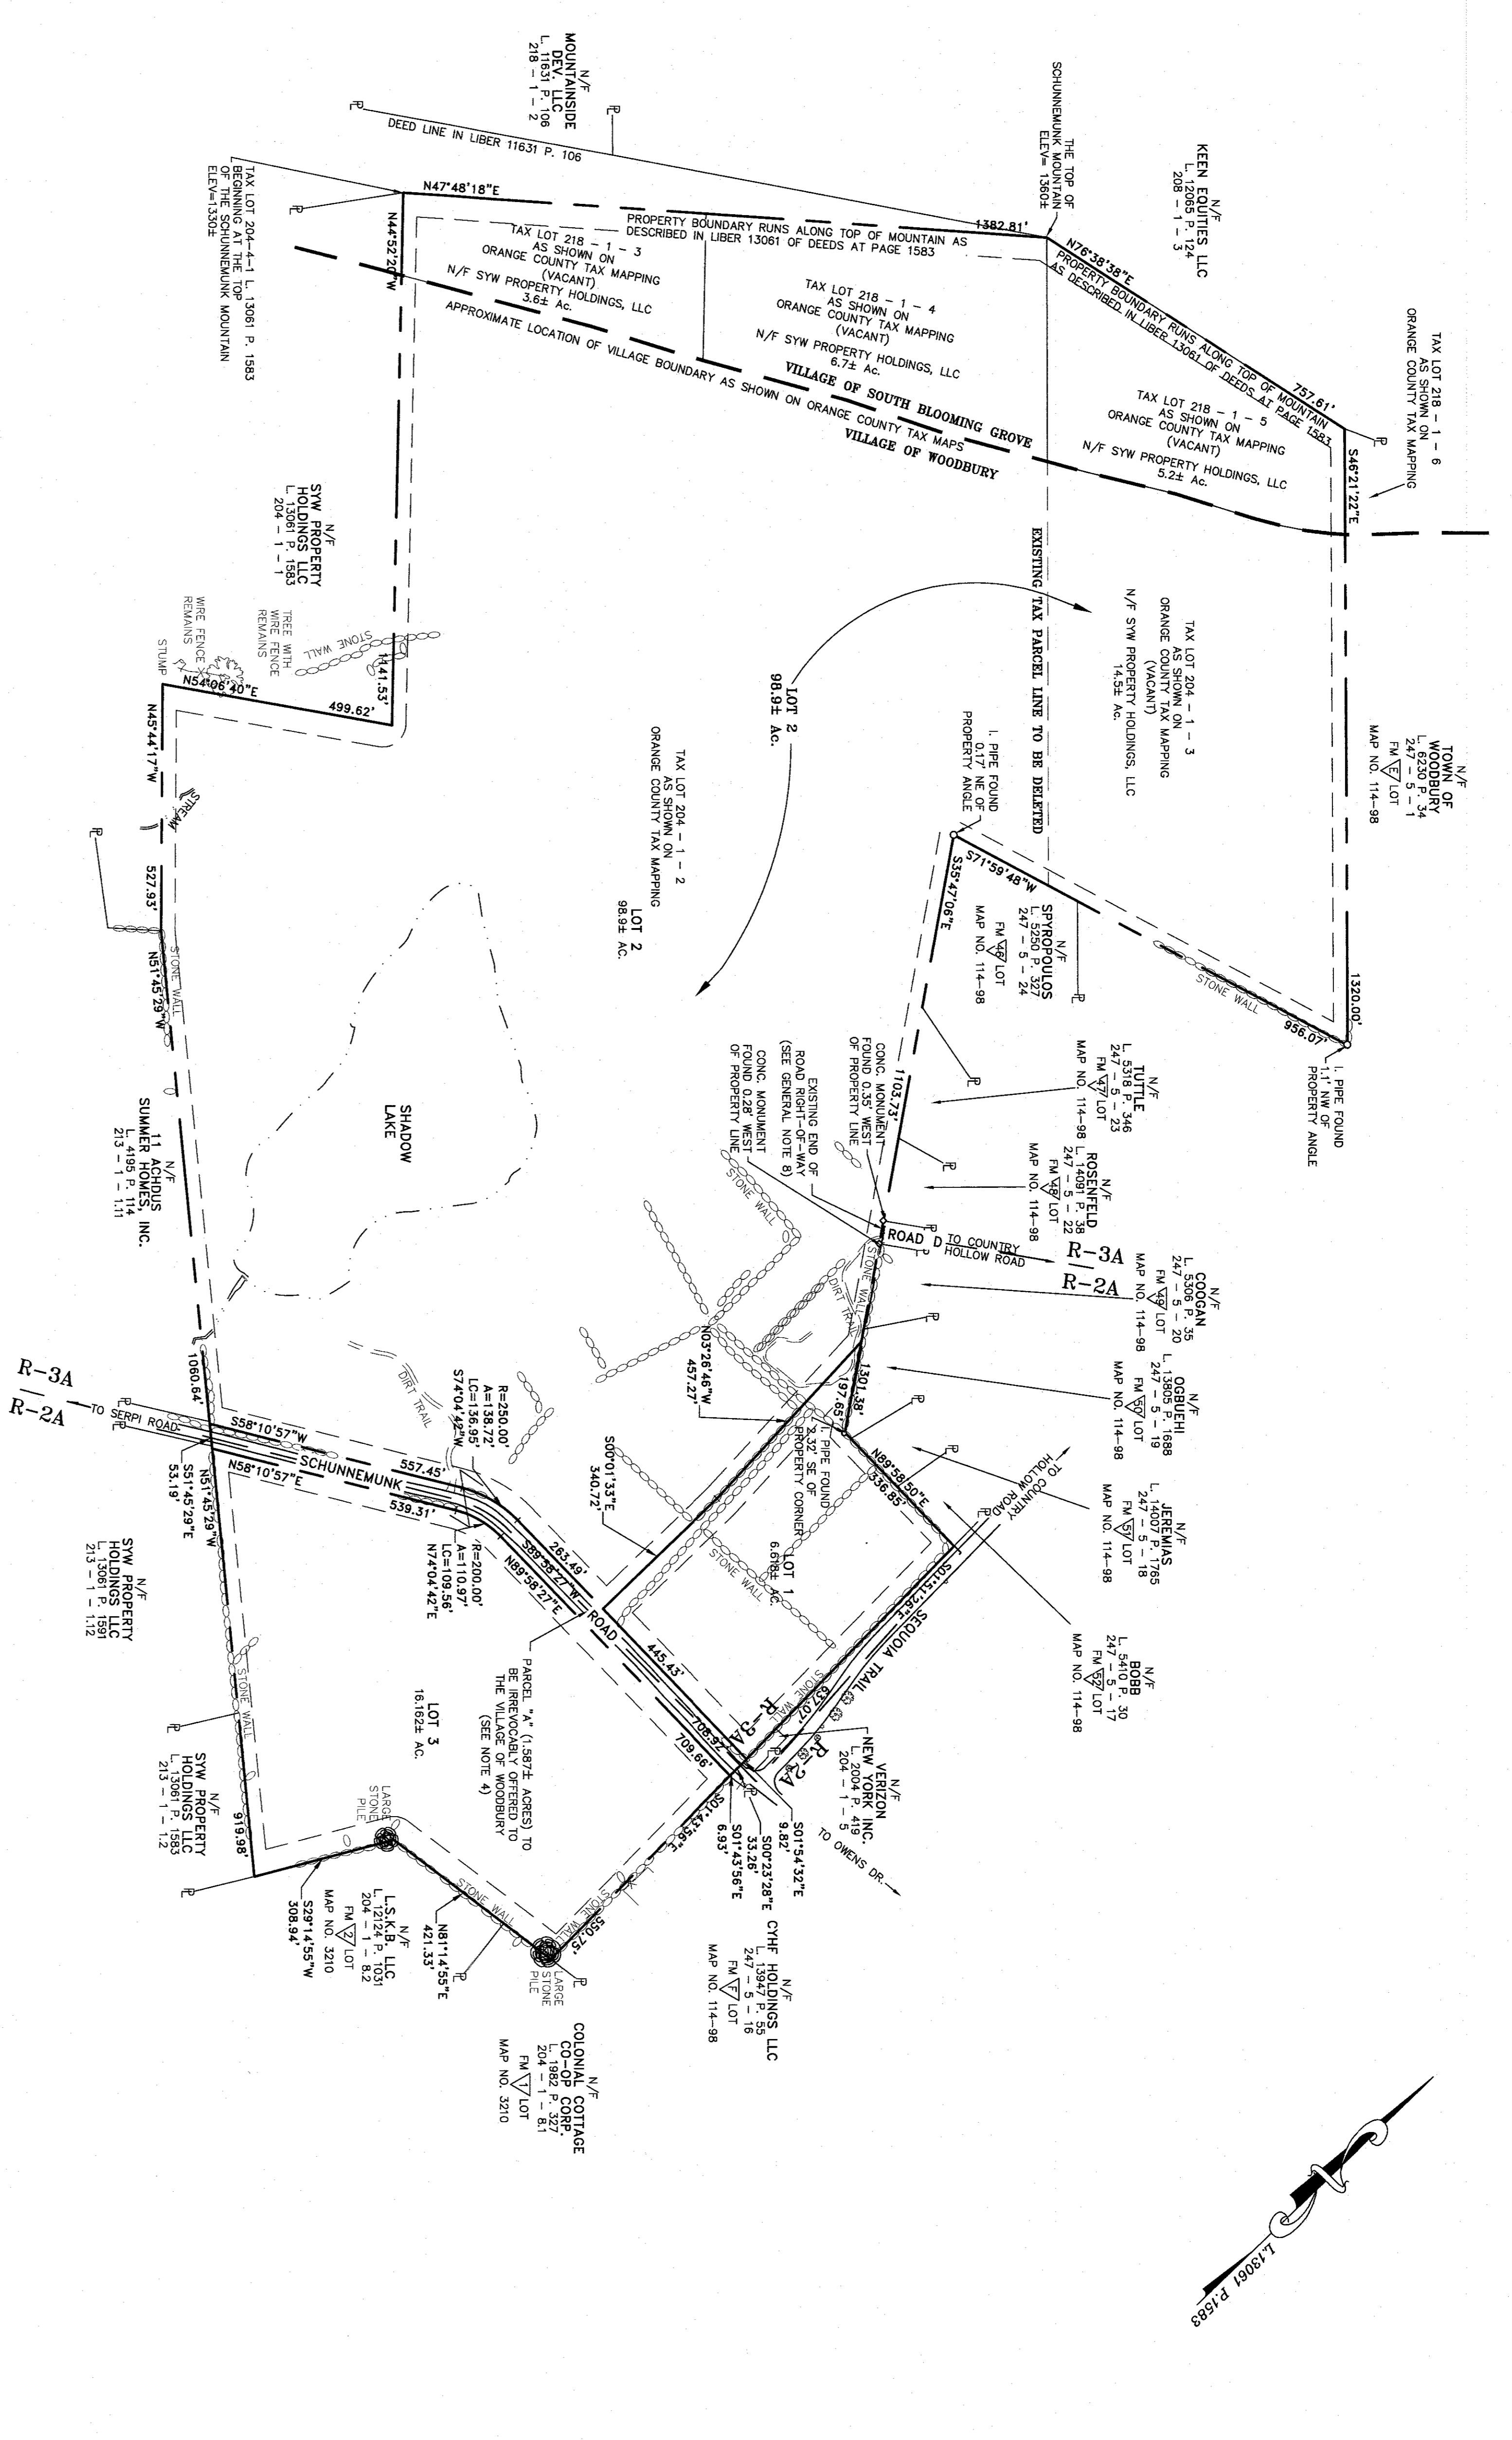 N/F
MOUNTAINSIDE
DEV. LLC
L. 11631 P. 106
218 - 1 - 2
DEED LINE IN LIBER 11631 P. 106
THE TOP OF
SCHUNNEMUNK MOUNTAIN
ELEV= 1360±
N/F
KEEN EQUITIES LLC
L. 12065 P. 124
208 - 1 - 3
TAX LOT 218 - 1 - 6
AS SHOWN ON
ORANGE COUNTY TAX MAPPING
N47°48'18"E
1382.81'
PROPERTY BOUNDARY RUNS ALONG TOP OF MOUNTAIN AS
DESCRIBED IN LIBER 13061 OF DEEDS AT PAGE 1583
N76°38'38"E
757.61'
PROPERTY BOUNDARY RUNS ALONG TOP OF MOUNTAIN
AS DESCRIBED IN LIBER 13061 OF DEEDS AT PAGE 1583
S46°21'22"E
1320.00'
TAX LOT 204-4-1 L. 13061 P. 1583
BEGINNING AT THE TOP
OF THE SCHUNNEMUNK MOUNTAIN
ELEV=1330±
N44°52'20"W
1141.53'
TAX LOT 218 - 1 - 3
AS SHOWN ON
ORANGE COUNTY TAX MAPPING
(VACANT)
N/F SYW PROPERTY HOLDINGS, LLC
3.6± Ac.
TAX LOT 218 - 1 - 4
AS SHOWN ON
ORANGE COUNTY TAX MAPPING
(VACANT)
N/F SYW PROPERTY HOLDINGS, LLC
6.7± Ac.
TAX LOT 218 - 1 - 5
AS SHOWN ON
ORANGE COUNTY TAX MAPPING
(VACANT)
N/F SYW PROPERTY HOLDINGS, LLC
5.2± Ac.
APPROXIMATE LOCATION OF VILLAGE BOUNDARY AS SHOWN ON ORANGE COUNTY TAX MAPS
VILLAGE OF SOUTH BLOOMING GROVE
VILLAGE OF WOODBURY
EXISTING TAX PARCEL LINE TO BE DELETED
TAX LOT 204 - 1 - 3
AS SHOWN ON
ORANGE COUNTY TAX MAPPING
(VACANT)
N/F SYW PROPERTY HOLDINGS, LLC
14.5± Ac.
N/F
TOWN OF
WOODBURY
L. 6230 P. 34
247 - 5 - 1
FM E LOT
MAP NO. 114-98
N/F
SYW PROPERTY
HOLDINGS LLC
L. 13061 P. 1583
204 - 1 - 1
WIRE FENCE
REMAINS
TREE WITH
WIRE FENCE
REMAINS
STONE WALL
STUMP
N54°06'40"E
499.62'
N45°44'17"W
527.93'
STREAM
LOT 2
98.9± Ac.
TAX LOT 204 - 1 - 2
AS SHOWN ON
ORANGE COUNTY TAX MAPPING
LOT 2
98.9± AC.
I. PIPE FOUND
0.17' NE OF
PROPERTY ANGLE
S71°59'48"W
956.07'
STONE WALL
I. PIPE FOUND
1.1' NW OF
PROPERTY ANGLE
S35°47'06"E
1103.73'
N/F
SPYROPOULOS
L. 5250 P. 327
247 - 5 - 24
FM 46 LOT
MAP NO. 114-98
N/F
TUTTLE
L. 5318 P. 346
247 - 5 - 23
FM 47 LOT
MAP NO. 114-98
N/F
ROSENFELD
L. 14091 P. 38
247 - 5 - 22
FM 48 LOT
MAP NO. 114-98
N/F
COOGAN
L. 5306 P. 35
247 - 5 - 20
FM 49 LOT
MAP NO. 114-98
N/F
OGBUEHI
L. 13805 P. 1688
247 - 5 - 19
FM 50 LOT
MAP NO. 114-98
N/F
JEREMIAS
L. 14007 P. 1765
247 - 5 - 18
FM 51 LOT
MAP NO. 114-98
N/F
BOBB
L. 5410 P. 30
247 - 5 - 17
FM 52 LOT
MAP NO. 114-98
CONC. MONUMENT
FOUND 0.35' WEST
OF PROPERTY LINE
EXISTING END OF
ROAD RIGHT-OF-WAY
(SEE GENERAL NOTE 8)
CONC. MONUMENT
FOUND 0.28' WEST
OF PROPERTY LINE
ROAD D
TO COUNTRY
HOLLOW ROAD
R-3A
R-2A
STONE WALL
STONE WALL
DIRT TRAIL
1301.38'
197.65'
N03°26'46"W
457.27'
I. PIPE FOUND
2.32' SE OF
PROPERTY CORNER
N89°58'50"E
336.85'
TO COUNTRY
HOLLOW ROAD
LOT 1
6.618± AC.
STONE WALL
S00°01'33"E
340.72'
S01°51'26"E
637.07'
SEQUOIA TRAIL
STONE WALL
R-3A
R-2A
STONE WALL
N51°45'29"W
1060.64'
N/F
11 ACHDUS
SUMMER HOMES, INC.
L. 4195 P. 114
213 - 1 - 1.11
SHADOW
LAKE
DIRT TRAIL
R=250.00'
A=138.72'
LC=136.95'
S74°04'42"W
R-3A
R-2A
TO SERPI ROAD
S58°10'57"W
557.45'
SCHUNNEMUNK
ROAD
N58°10'57"E
539.31'
S51°45'29"E
53.19'
N51°45'29"W
919.98'
R=200.00'
A=110.97'
LC=109.56'
N74°04'42"E
263.49'
S89°58'27"W
N89°58'27"E
445.43'
708.92'
709.66'
PARCEL "A" (1.587± ACRES) TO
BE IRREVOCABLY OFFERED TO
THE VILLAGE OF WOODBURY
(SEE NOTE 4)
LOT 3
16.162± AC.
N/F
SYW PROPERTY
HOLDINGS LLC
L. 13061 P. 1591
213 - 1 - 1.12
STONE WALL
N/F
SYW PROPERTY
HOLDINGS LLC
L. 13061 P. 1583
213 - 1 - 1.2
LARGE
STONE
PILE
N/F
VERIZON
NEW YORK INC.
L. 2004 P. 419
204 - 1 - 5
TO OWENS DR.
S01°54'32"E
9.82'
S00°23'28"E
33.26'
S01°43'56"E
6.93'
S01°43'56"E
550.75'
STONE WALL
N/F
CYHF HOLDINGS LLC
L. 13947 P. 55
247 - 5 - 16
FM F LOT
MAP NO. 114-98
STONE WALL
N81°14'55"E
421.33'
LARGE
STONE
PILE
N/F
L.S.K.B. LLC
L. 12124 P. 1031
204 - 1 - 8.2
FM 2 LOT
MAP NO. 3210
S29°14'55"W
308.94'
N/F
COLONIAL COTTAGE
CO-OP CORP.
L. 1982 P. 327
204 - 1 - 8.1
FM 1 LOT
MAP NO. 3210
L.13061 P.1583